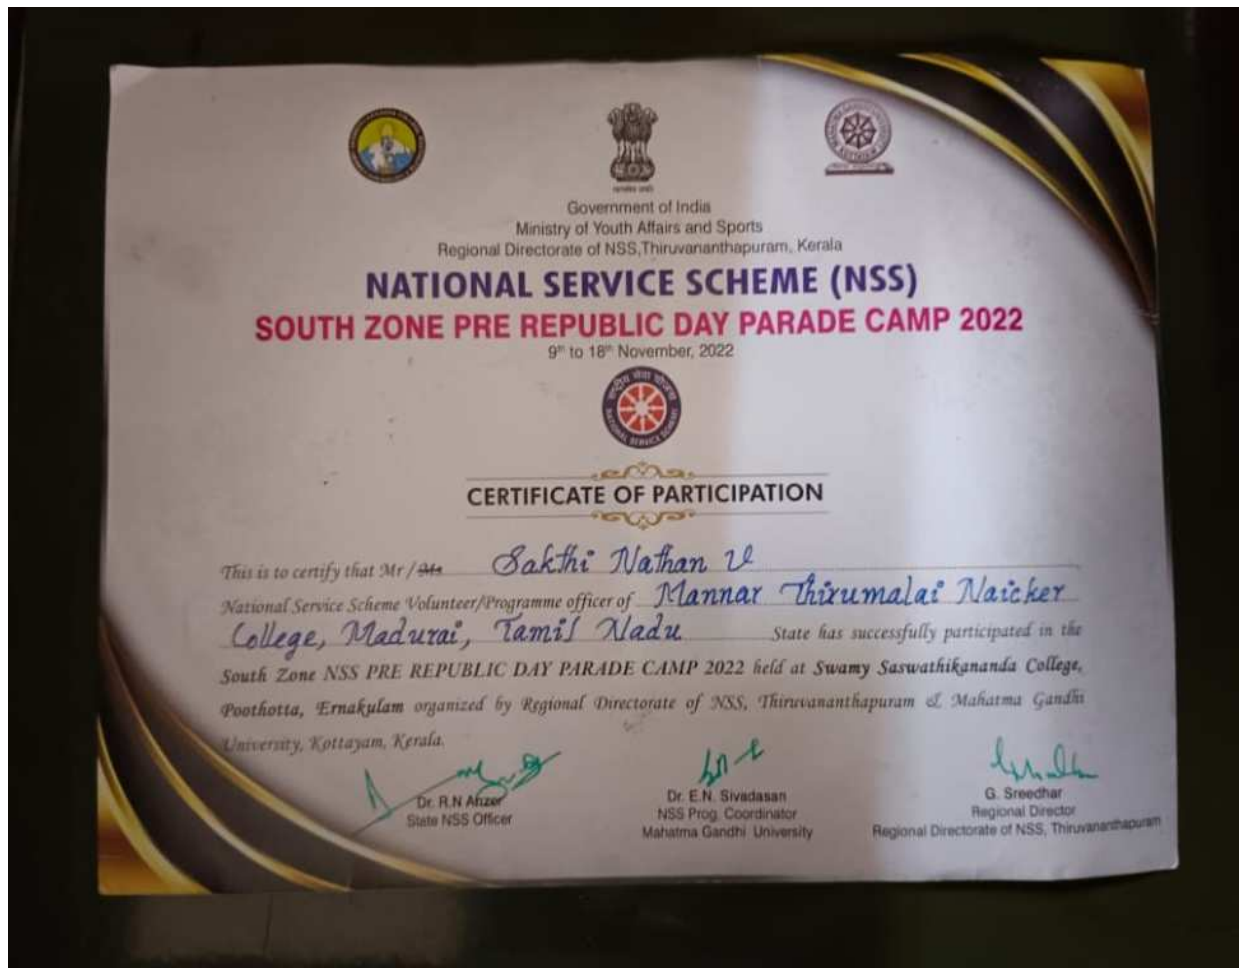 Government of India
Ministry of Youth Affairs and Sports
Regional Directorate of NSS,Thiruvananthapuram, Kerala
NATIONAL SERVICE SCHEME (NSS)
SOUTH ZONE PRE REPUBLIC DAY PARADE CAMP 2022
9th to 18th November, 2022
राष्ट्रीय सेवा योजना
NATIONAL SERVICE SCHEME
CERTIFICATE OF PARTICIPATION
This is to certify that Mr / Ms Sakthi Nathan V
National Service Scheme Volunteer/Programme officer of Mannar Thirumalai Naicker
College, Madurai, Tamil Nadu State has successfully participated in the
South Zone NSS PRE REPUBLIC DAY PARADE CAMP 2022 held at Swamy Saswathikananda College,
Poothotta, Ernakulam organized by Regional Directorate of NSS, Thiruvananthapuram & Mahatma Gandhi
University, Kottayam, Kerala.
Dr. R.N Anzer
State NSS Officer
Dr. E.N. Sivadasan
NSS Prog. Coordinator
Mahatma Gandhi University
G. Sreedhar
Regional Director
Regional Directorate of NSS, Thiruvananthapuram